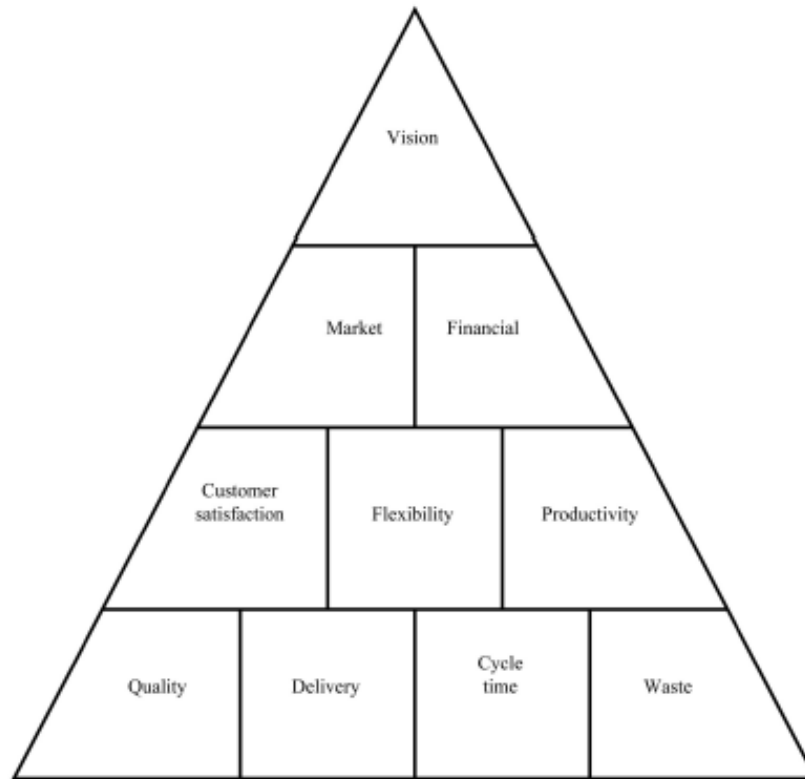 Vision
Market
Financial
Customer
satisfaction
Flexibility
Productivity
Quality
Delivery
Cycle
time
Waste